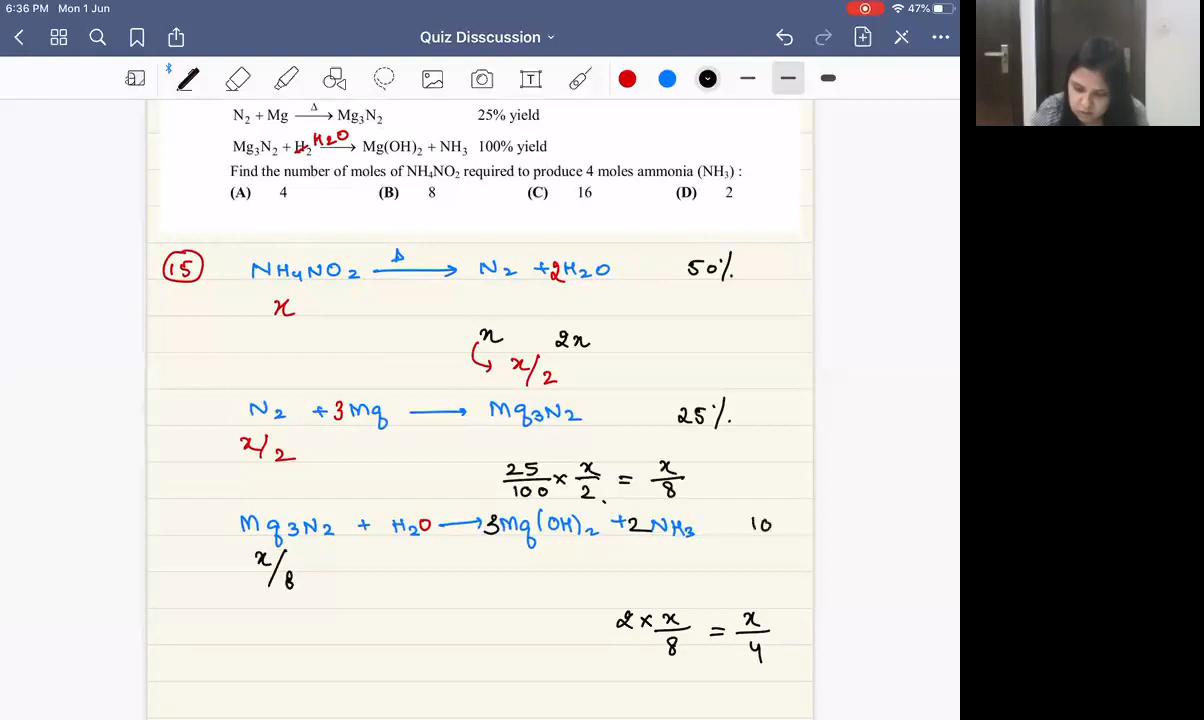 6:36 PM Mon 1 Jun
47%
Quiz Disscussion
N₂ + Mg —Δ→ Mg₃N₂ 25% yield
Mg₃N₂ + H₂ H2O → Mg(OH)₂ + NH₃ 100% yield
Find the number of moles of NH₄NO₂ required to produce 4 moles ammonia (NH₃) :
(A) 4 (B) 8 (C) 16 (D) 2
15 NH4NO2 —Δ→ N2 + 2H2O 50%.
x
x 2x
x/2
N2 + 3Mg → Mg3N2 25%.
x/2
25/100 × x/2 = x/8
Mg3N2 + H2O → 3Mg(OH)2 + 2NH3 10
x/8
2 × x/8 = x/4